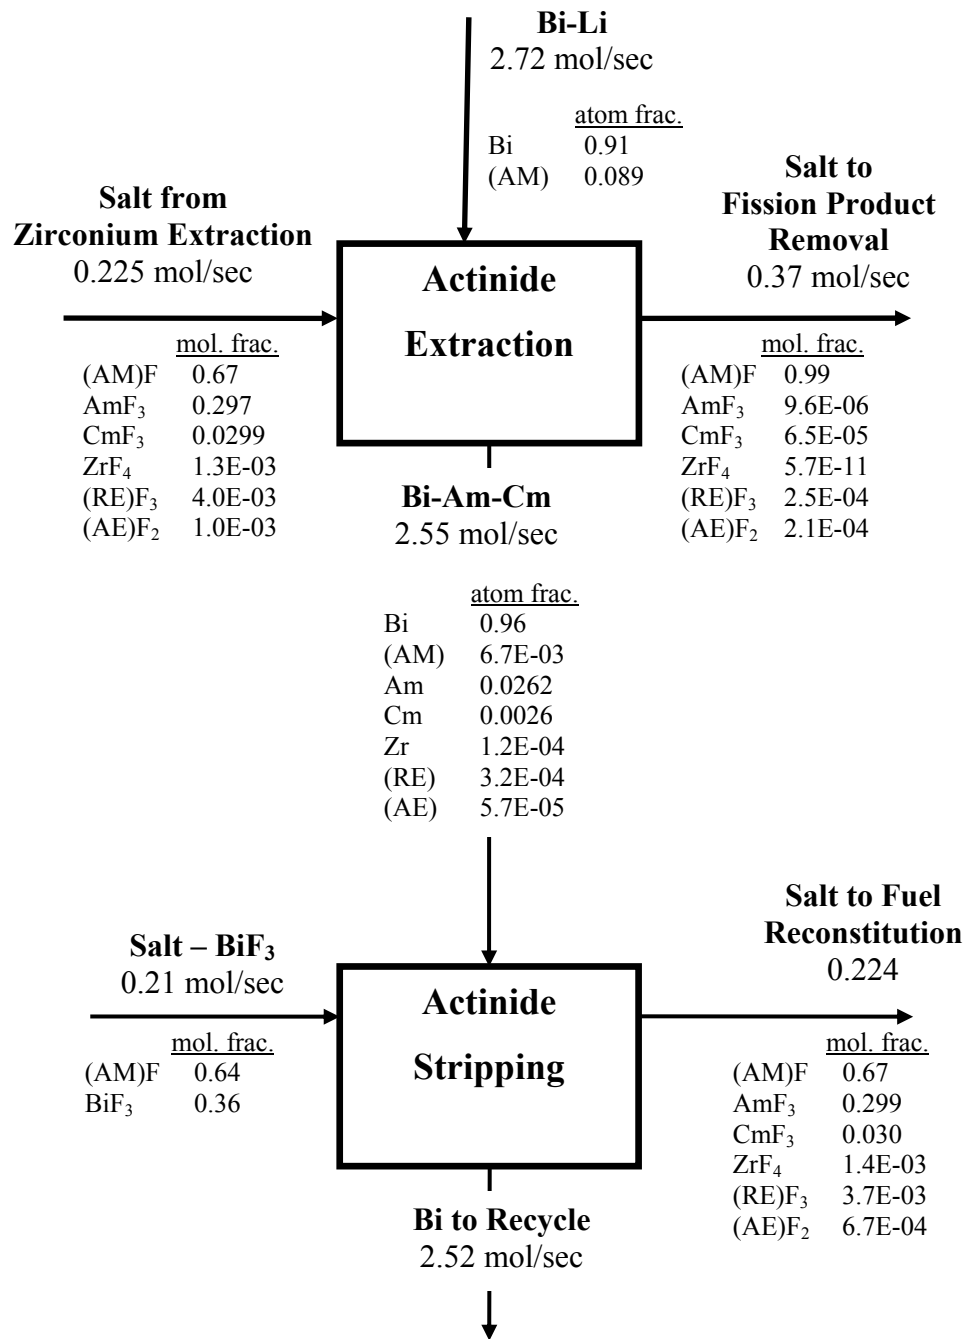 Bi-Li
2.72 mol/sec
atom frac.
Bi 0.91
(AM) 0.089
Salt from
Zirconium Extraction
0.225 mol/sec
mol. frac.
(AM)F 0.67
AmF₃ 0.297
CmF₃ 0.0299
ZrF₄ 1.3E-03
(RE)F₃ 4.0E-03
(AE)F₂ 1.0E-03
Actinide
Extraction
Salt to
Fission Product
Removal
0.37 mol/sec
mol. frac.
(AM)F 0.99
AmF₃ 9.6E-06
CmF₃ 6.5E-05
ZrF₄ 5.7E-11
(RE)F₃ 2.5E-04
(AE)F₂ 2.1E-04
Bi-Am-Cm
2.55 mol/sec
atom frac.
Bi 0.96
(AM) 6.7E-03
Am 0.0262
Cm 0.0026
Zr 1.2E-04
(RE) 3.2E-04
(AE) 5.7E-05
Salt – BiF₃
0.21 mol/sec
mol. frac.
(AM)F 0.64
BiF₃ 0.36
Actinide
Stripping
Salt to Fuel
Reconstitution
0.224
mol. frac.
(AM)F 0.67
AmF₃ 0.299
CmF₃ 0.030
ZrF₄ 1.4E-03
(RE)F₃ 3.7E-03
(AE)F₂ 6.7E-04
Bi to Recycle
2.52 mol/sec